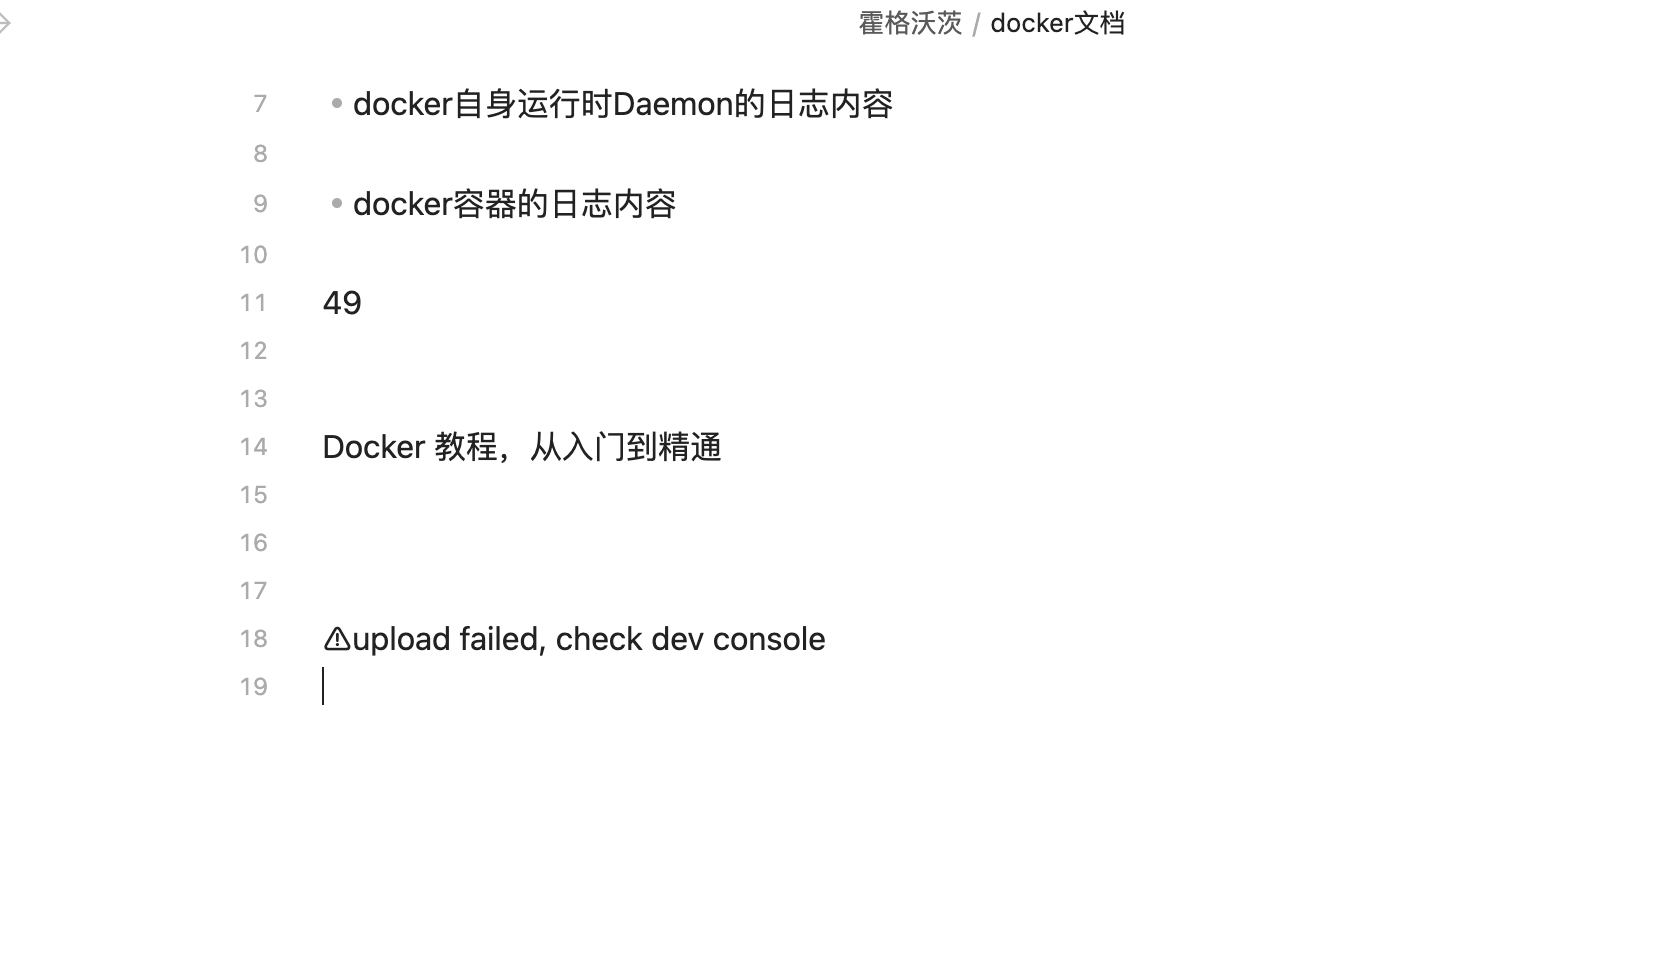 霍格沃茨 / docker文档
7 • docker自身运行时Daemon的日志内容
8
9 • docker容器的日志内容
10
11 49
12
13
14 Docker 教程，从入门到精通
15
16
17
18 ⚠upload failed, check dev console
19